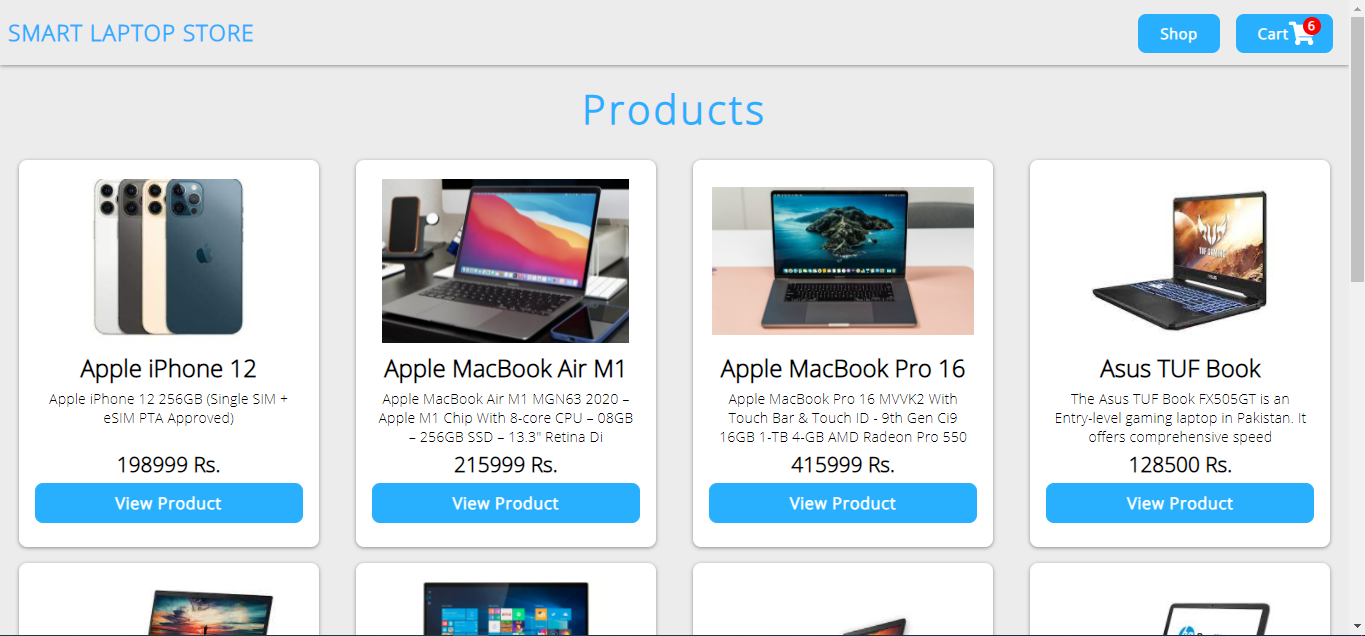 SMART LAPTOP STORE
Shop
Cart
6
Products
Apple iPhone 12
Apple iPhone 12 256GB (Single SIM +
eSIM PTA Approved)
198999 Rs.
View Product
Apple MacBook Air M1
Apple MacBook Air M1 MGN63 2020 –
Apple M1 Chip With 8-core CPU – 08GB
– 256GB SSD – 13.3" Retina Di
215999 Rs.
View Product
Apple MacBook Pro 16
Apple MacBook Pro 16 MVVK2 With
Touch Bar & Touch ID - 9th Gen Ci9
16GB 1-TB 4-GB AMD Radeon Pro 550
415999 Rs.
View Product
TUF GAMING
Asus TUF Book
The Asus TUF Book FX505GT is an
Entry-level gaming laptop in Pakistan. It
offers comprehensive speed
128500 Rs.
View Product